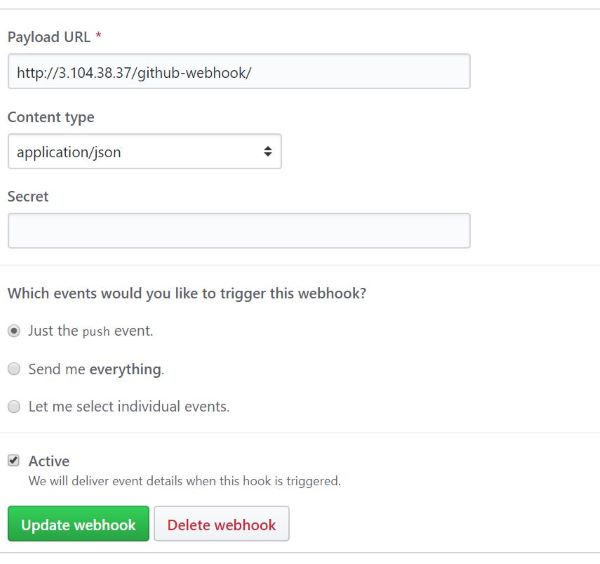 Payload URL *
http://3.104.38.37/github-webhook/
Content type
application/json
Secret
Which events would you like to trigger this webhook?
Just the push event.
Send me everything.
Let me select individual events.
Active
We will deliver event details when this hook is triggered.
Update webhook Delete webhook